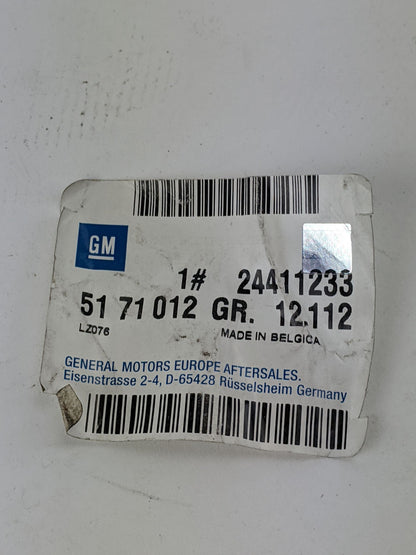 GM
1# 24411233
51 71 012 GR. 12.112
LZ076 MADE IN BELGICA
GENERAL MOTORS EUROPE AFTERSALES.
Eisenstrasse 2-4, D-65428 Rüsselsheim Germany